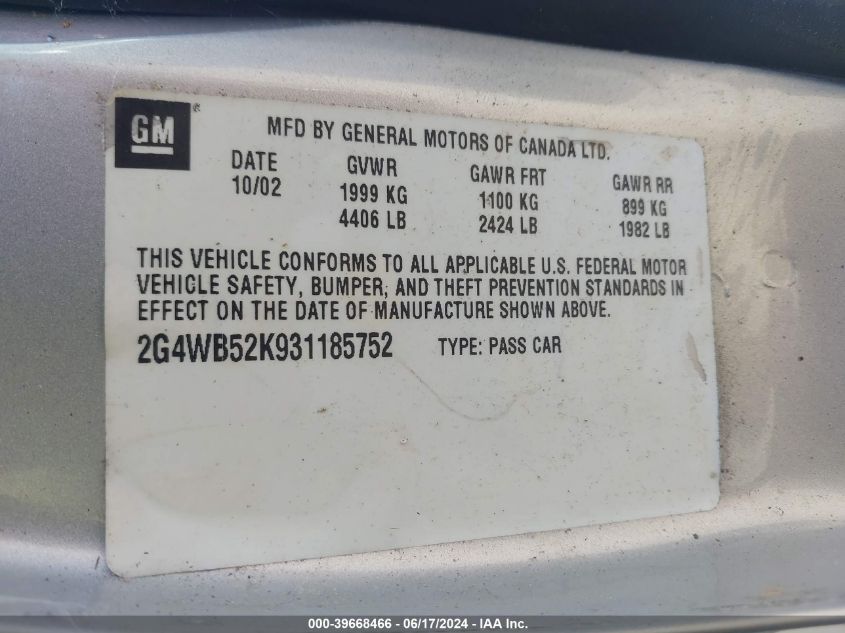 GM ®
MFD BY GENERAL MOTORS OF CANADA LTD.
DATE GVWR GAWR FRT GAWR RR
10/02 1999 KG 1100 KG 899 KG
4406 LB 2424 LB 1982 LB
THIS VEHICLE CONFORMS TO ALL APPLICABLE U.S. FEDERAL MOTOR
VEHICLE SAFETY, BUMPER, AND THEFT PREVENTION STANDARDS IN
EFFECT ON THE DATE OF MANUFACTURE SHOWN ABOVE.
2G4WB52K931185752 TYPE: PASS CAR
000-39668466 - 06/17/2024 - IAA, Inc.